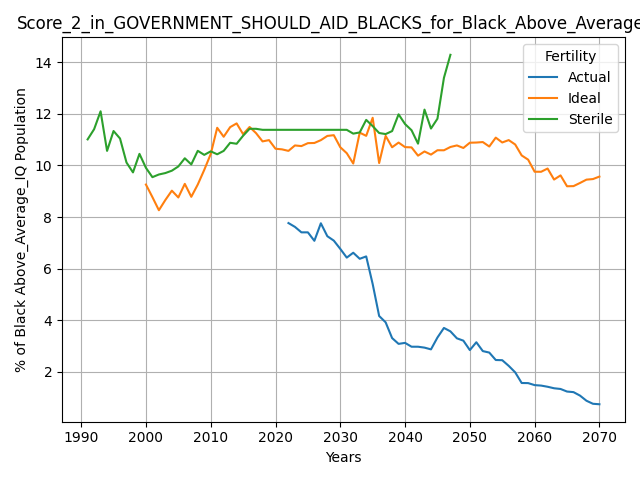 Score_2_in_GOVERNMENT_SHOULD_AID_BLACKS_for_Black_Above_Average
Fertility
Actual
Ideal
Sterile
% of Black Above_Average_IQ Population
14
12
10
8
6
4
2
1990 2000 2010 2020 2030 2040 2050 2060 2070
Years